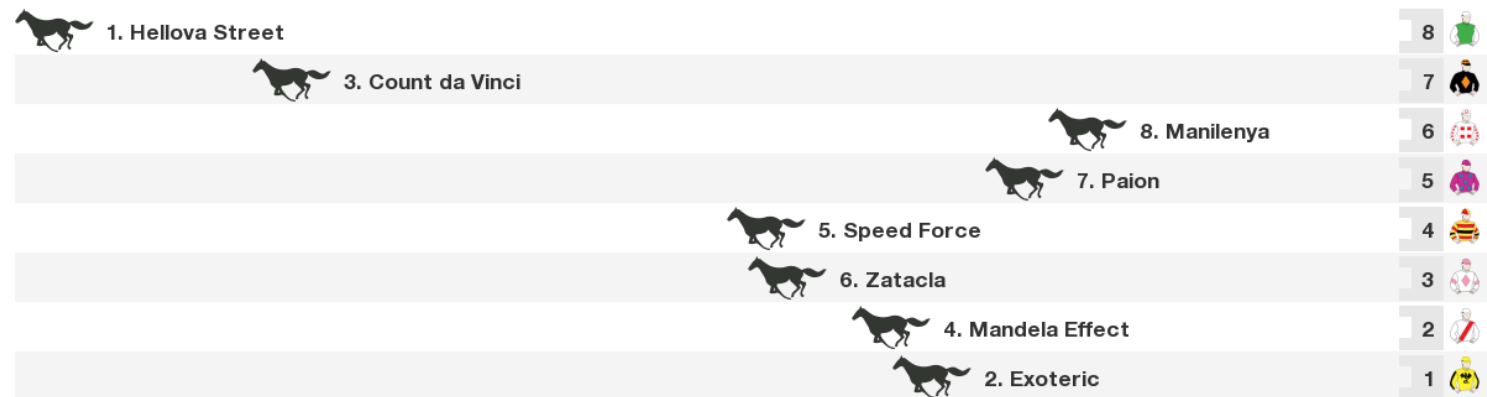 1. Hellova Street 8
3. Count da Vinci 7
8. Manilenya 6
7. Paion 5
5. Speed Force 4
6. Zatacla 3
4. Mandela Effect 2
2. Exoteric 1